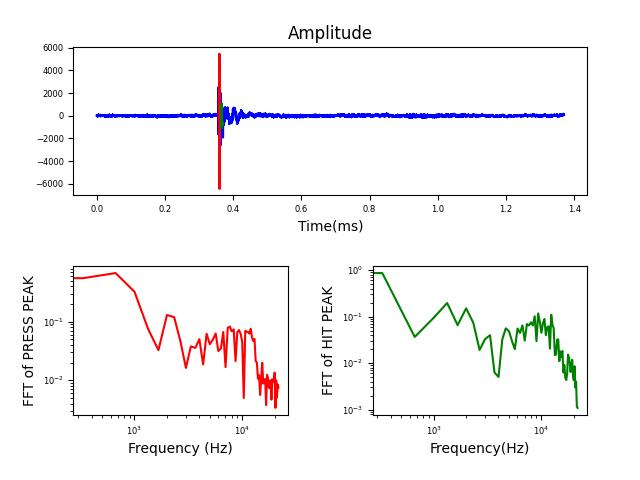 Amplitude
6000
4000
2000
0
−2000
−4000
−6000
0.0 0.2 0.4 0.6 0.8 1.0 1.2 1.4
Time(ms)
FFT of PRESS PEAK
10⁻¹
10⁻²
10³ 10⁴
Frequency (Hz)
FFT of HIT PEAK
10⁰
10⁻¹
10⁻²
10⁻³
10³ 10⁴
Frequency(Hz)